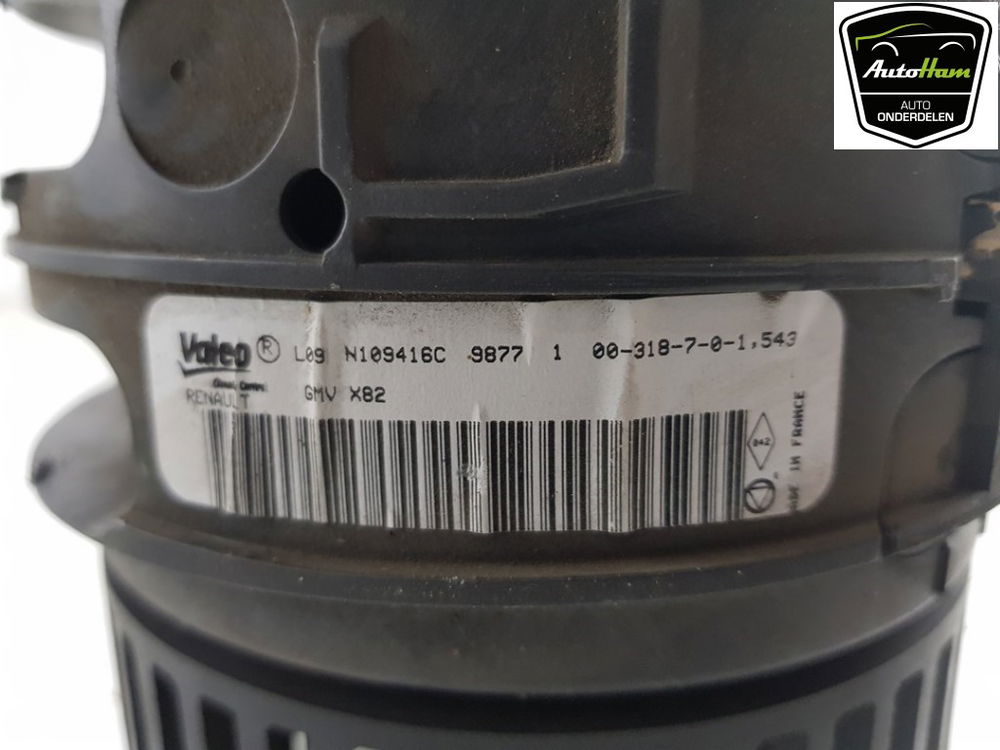 AutoHam
AUTO
ONDERDELEN
Valeo ® L09 N109416C 9877 1 00-318-7-0-1,543
RENAULT GMV X82
842
MADE IN FRANCE